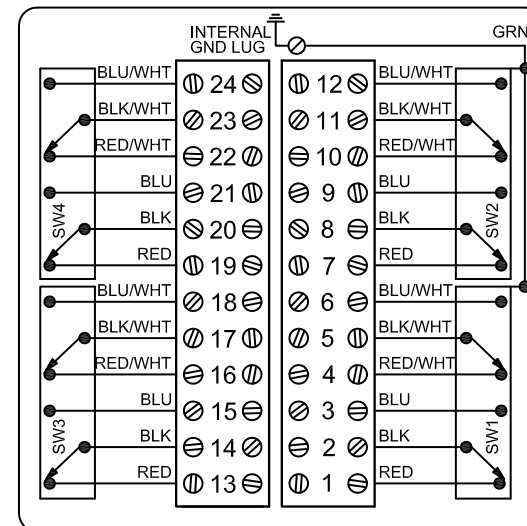 INTERNAL
GND LUG
GRN
BLU/WHT 24 12 BLU/WHT
BLK/WHT 23 11 BLK/WHT
RED/WHT 22 10 RED/WHT
BLU 21 9 BLU
BLK 20 8 BLK
RED 19 7 RED
SW4
SW2
BLU/WHT 18 6 BLU/WHT
BLK/WHT 17 5 BLK/WHT
RED/WHT 16 4 RED/WHT
BLU 15 3 BLU
BLK 14 2 BLK
RED 13 1 RED
SW3
SW1